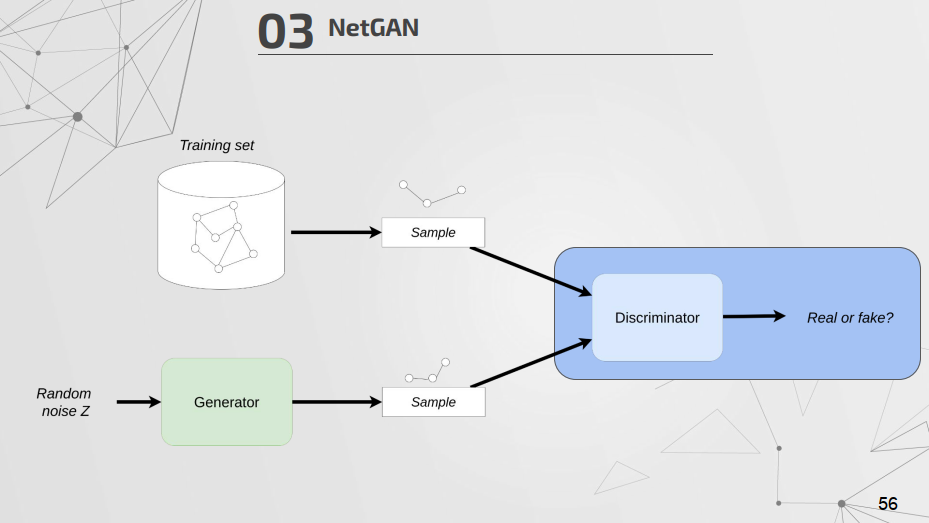 03 NetGAN
Training set
Sample
Discriminator
Real or fake?
Random
noise Z
Generator
Sample
56